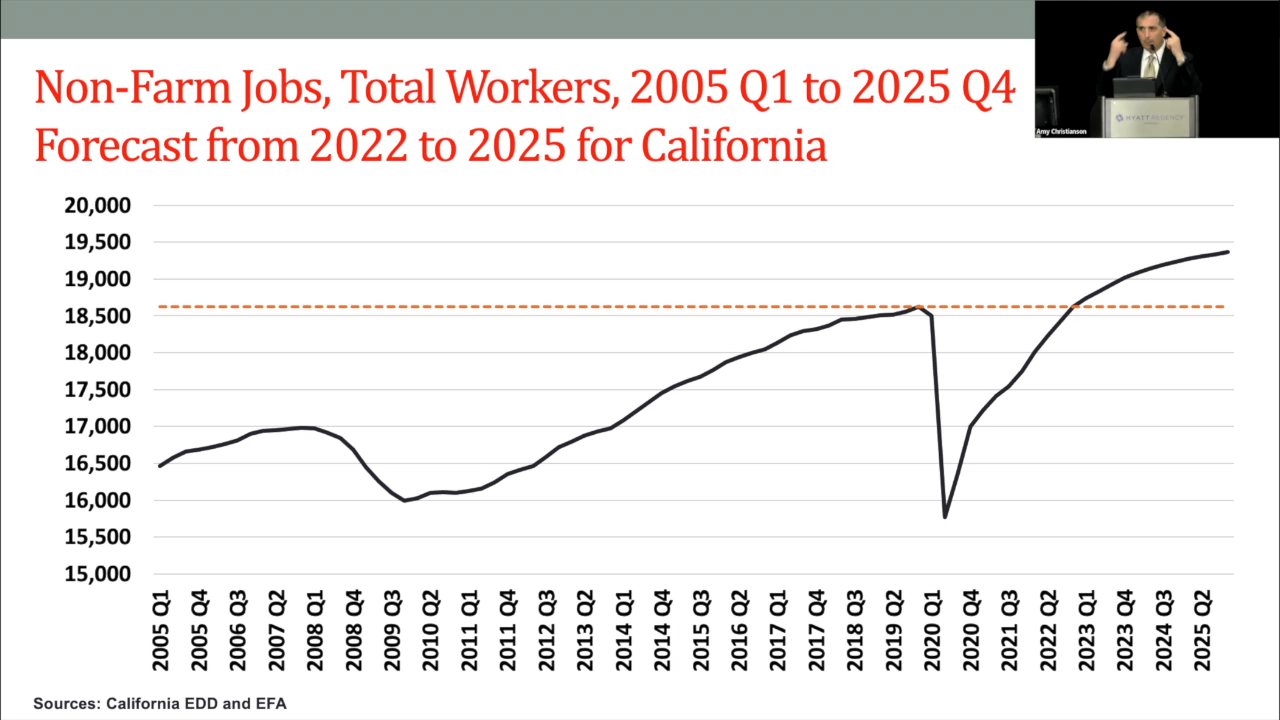 Non-Farm Jobs, Total Workers, 2005 Q1 to 2025 Q4
Forecast from 2022 to 2025 for California
Amy Christianson
HYATT REGENCY
20,000
19,500
19,000
18,500
18,000
17,500
17,000
16,500
16,000
15,500
15,000
2005 Q1
2005 Q4
2006 Q3
2007 Q2
2008 Q1
2008 Q4
2009 Q3
2010 Q2
2011 Q1
2011 Q4
2012 Q3
2013 Q2
2014 Q1
2014 Q4
2015 Q3
2016 Q2
2017 Q1
2017 Q4
2018 Q3
2019 Q2
2020 Q1
2020 Q4
2021 Q3
2022 Q2
2023 Q1
2023 Q4
2024 Q3
2025 Q2
Sources: California EDD and EFA